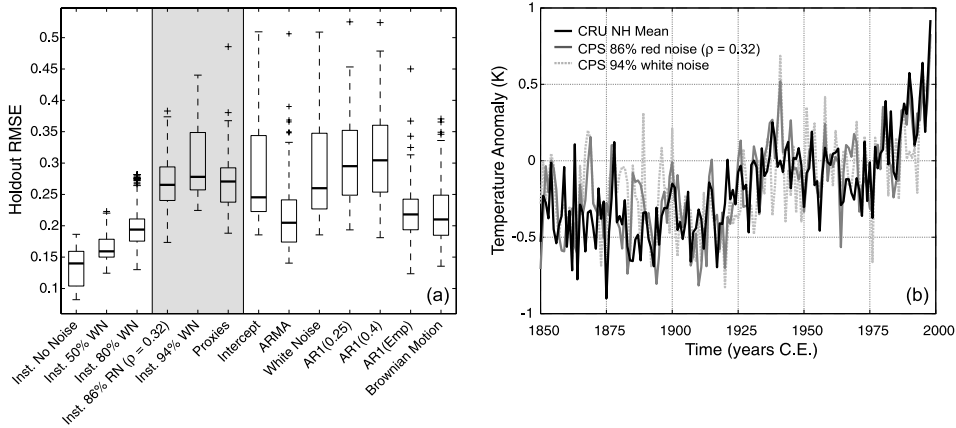 Holdout RMSE
0.5
0.45
0.4
0.35
0.3
0.25
0.2
0.15
0.1
(a)
Inst. No Noise
Inst. 50% WN
Inst. 80% WN
Inst. 86% RN (ρ = 0.32)
Inst. 94% WN
Proxies
Intercept
ARMA
White Noise
AR1(0.25)
AR1(0.4)
AR1(Emp)
Brownian Motion
Temperature Anomaly (K)
1
0.5
0
-0.5
-1
CRU NH Mean
CPS 86% red noise (ρ = 0.32)
CPS 94% white noise
(b)
1850 1875 1900 1925 1950 1975 2000
Time (years C.E.)